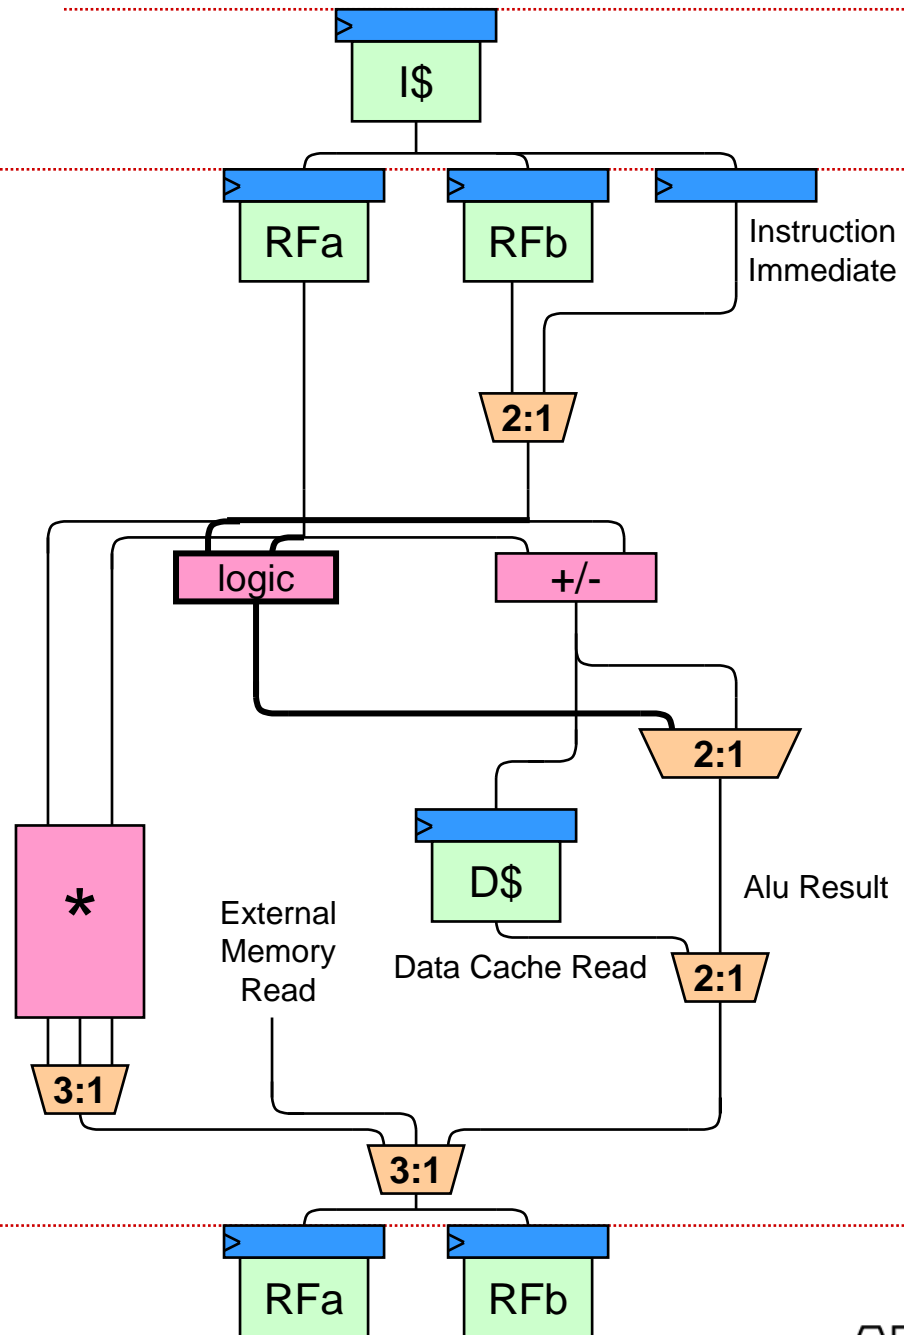 I$
RFa
RFb
Instruction
Immediate
2:1
logic
+/-
2:1
*
D$
Alu Result
External
Memory
Read
Data Cache Read
2:1
3:1
3:1
RFa
RFb